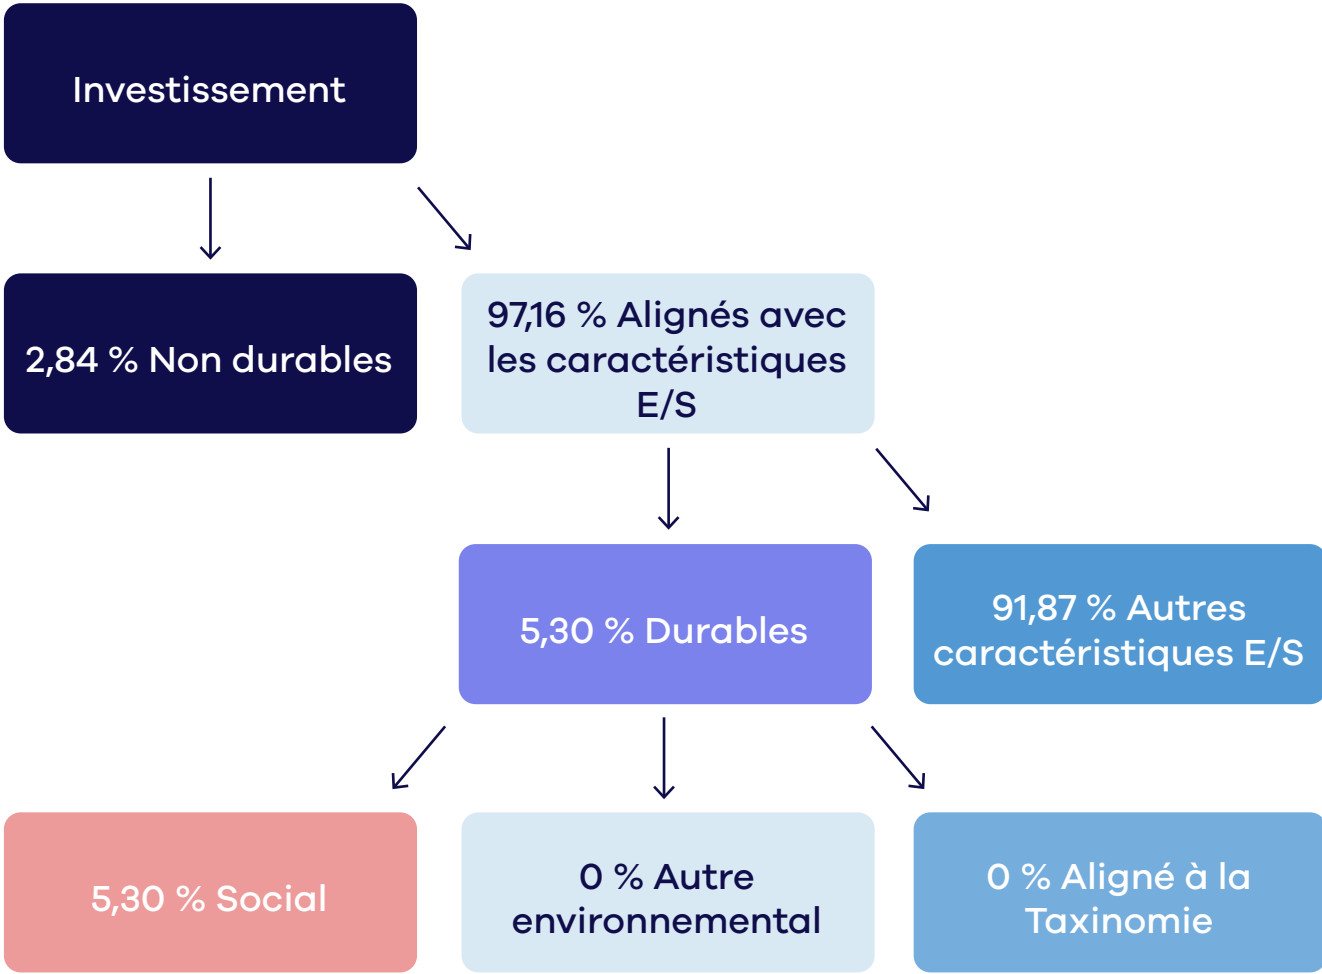 Investissement
2,84 % Non durables
97,16 % Alignés avec
les caractéristiques
E/S
5,30 % Durables
91,87 % Autres
caractéristiques E/S
5,30 % Social
0 % Autre
environnemental
0 % Aligné à la
Taxinomie